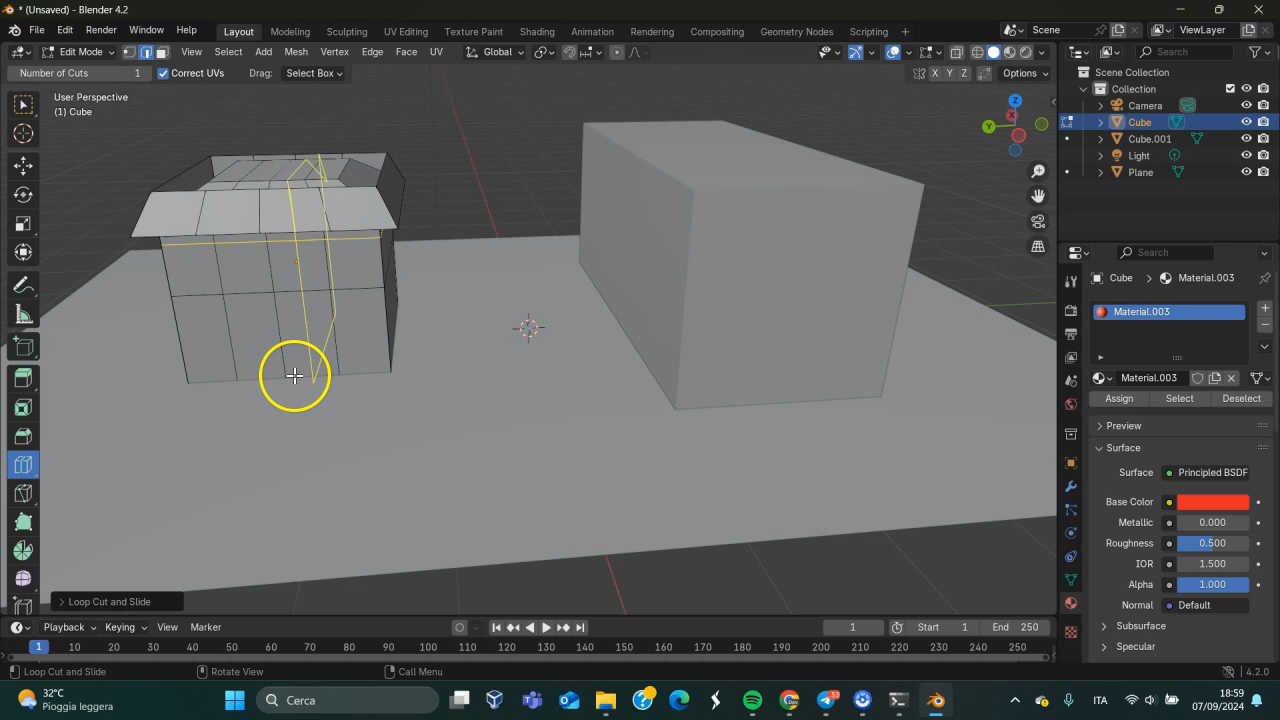 * (Unsaved) - Blender 4.2
File Edit Render Window Help Layout Modeling Sculpting UV Editing Texture Paint Shading Animation Rendering Compositing Geometry Nodes Scripting + Scene ViewLayer
Edit Mode View Select Add Mesh Vertex Edge Face UV Global Search
Number of Cuts 1 Correct UVs Drag: Select Box X Y Z Options
Scene Collection
User Perspective
(1) Cube
Collection
Camera
Cube
Cube.001
Light
Plane
Z
X
Y
Search
Cube Material.003
Material.003
Material.003
Assign Select Deselect
Preview
Surface
Surface Principled BSDF
Base Color
Metallic 0.000
Roughness 0.500
IOR 1.500
Alpha 1.000
Normal Default
Subsurface
Specular
Loop Cut and Slide
Playback Keying View Marker 1 Start 1 End 250
1 10 20 30 40 50 60 70 80 90 100 110 120 130 140 150 160 170 180 190 200 210 220 230 240 250
Loop Cut and Slide Rotate View Call Menu 4.2.0
32°C
Pioggia leggera
Cerca
53
Dev
ITA
18:59
07/09/2024